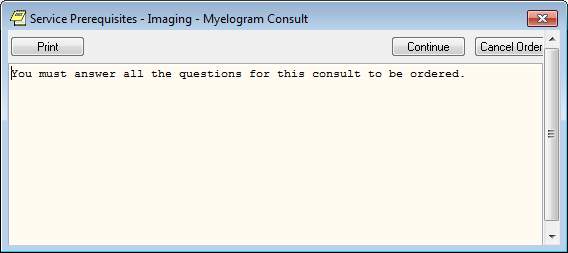 Service Prerequisites - Imaging - Myelogram Consult
Print Continue Cancel Order
You must answer all the questions for this consult to be ordered.